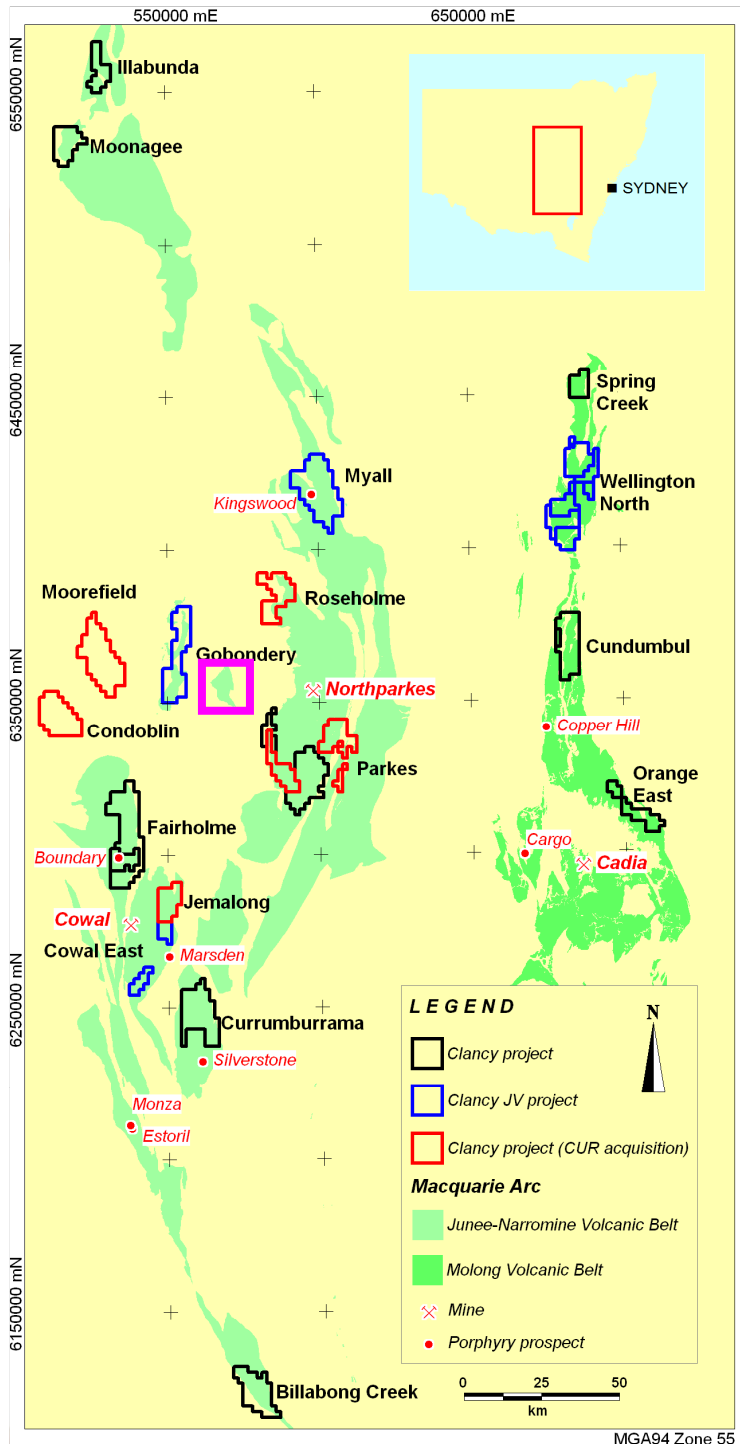 550000 mE
650000 mE
6550000 mN
6450000 mN
6350000 mN
6250000 mN
6150000 mN
Illabunda
Moonagee
SYDNEY
Spring
Creek
Myall
Kingswood
Wellington
North
Moorefield
Roseholme
Gobondery
Cundumbul
Northparkes
Condoblin
Copper Hill
Parkes
Orange
East
Fairholme
Boundary
Cargo
Cadia
Jemalong
Cowal
Cowal East
Marsden
Currumburrama
Silverstone
Monza
Estoril
Billabong Creek
LEGEND
N
Clancy project
Clancy JV project
Clancy project (CUR acquisition)
Macquarie Arc
Junee-Narromine Volcanic Belt
Molong Volcanic Belt
Mine
Porphyry prospect
0 25 50
km
MGA94 Zone 55